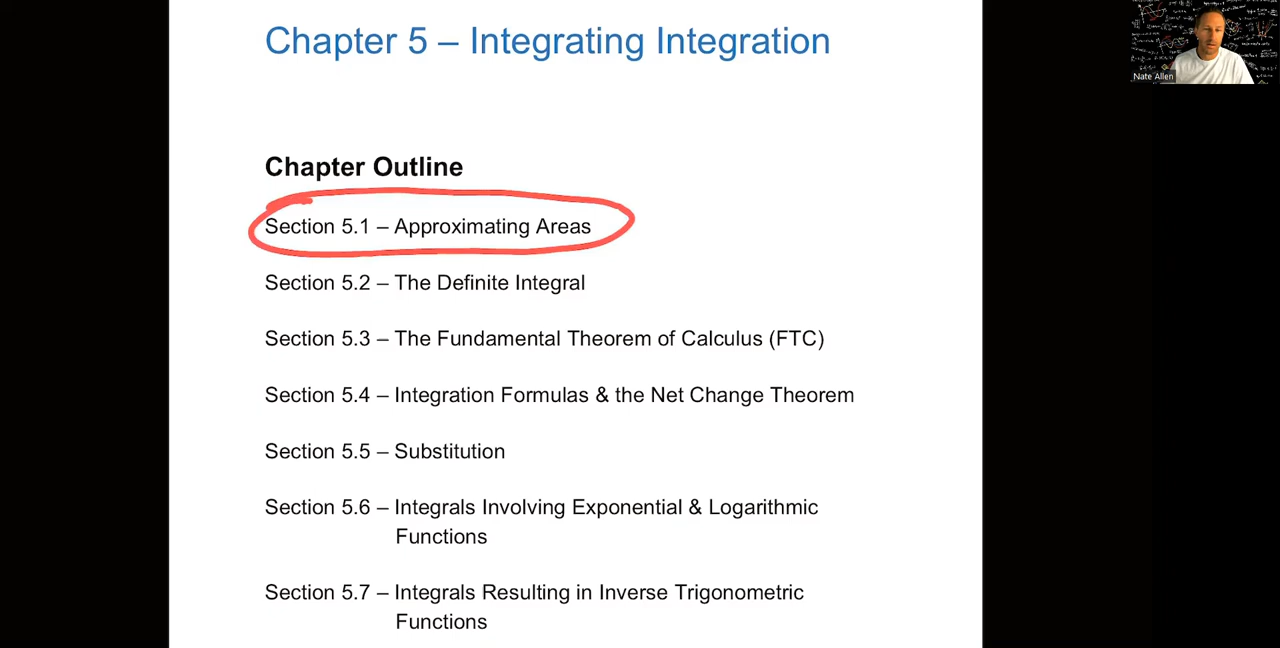 Chapter 5 – Integrating Integration
Nate Allen
Chapter Outline
Section 5.1 – Approximating Areas
Section 5.2 – The Definite Integral
Section 5.3 – The Fundamental Theorem of Calculus (FTC)
Section 5.4 – Integration Formulas & the Net Change Theorem
Section 5.5 – Substitution
Section 5.6 – Integrals Involving Exponential & Logarithmic
Functions
Section 5.7 – Integrals Resulting in Inverse Trigonometric
Functions